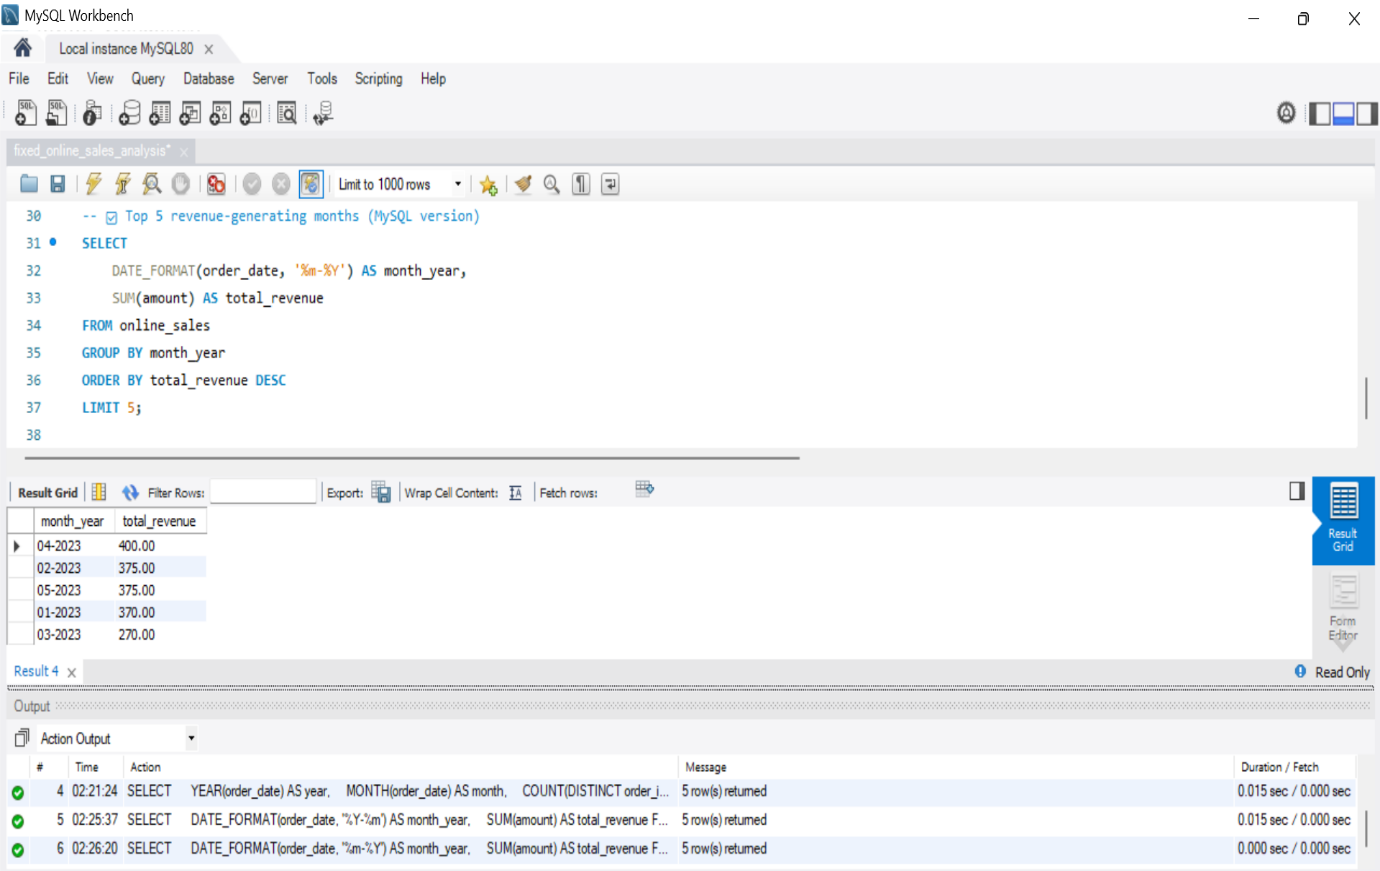 MySQL Workbench
Local instance MySQL80
File Edit View Query Database Server Tools Scripting Help
fixed_online_sales_analysis*
Limit to 1000 rows
30 -- ☑ Top 5 revenue-generating months (MySQL version)
31 SELECT
32 DATE_FORMAT(order_date, '%m-%Y') AS month_year,
33 SUM(amount) AS total_revenue
34 FROM online_sales
35 GROUP BY month_year
36 ORDER BY total_revenue DESC
37 LIMIT 5;
38
Result Grid Filter Rows: Export: Wrap Cell Content: Fetch rows:
month_year total_revenue
04-2023 400.00
02-2023 375.00
05-2023 375.00
01-2023 370.00
03-2023 270.00
Result Grid
Form Editor
Result 4 Read Only
Output
Action Output
# Time Action Message Duration / Fetch
4 02:21:24 SELECT YEAR(order_date) AS year, MONTH(order_date) AS month, COUNT(DISTINCT order_i... 5 row(s) returned 0.015 sec / 0.000 sec
5 02:25:37 SELECT DATE_FORMAT(order_date, '%Y-%m') AS month_year, SUM(amount) AS total_revenue F... 5 row(s) returned 0.015 sec / 0.000 sec
6 02:26:20 SELECT DATE_FORMAT(order_date, '%m-%Y') AS month_year, SUM(amount) AS total_revenue F... 5 row(s) returned 0.000 sec / 0.000 sec